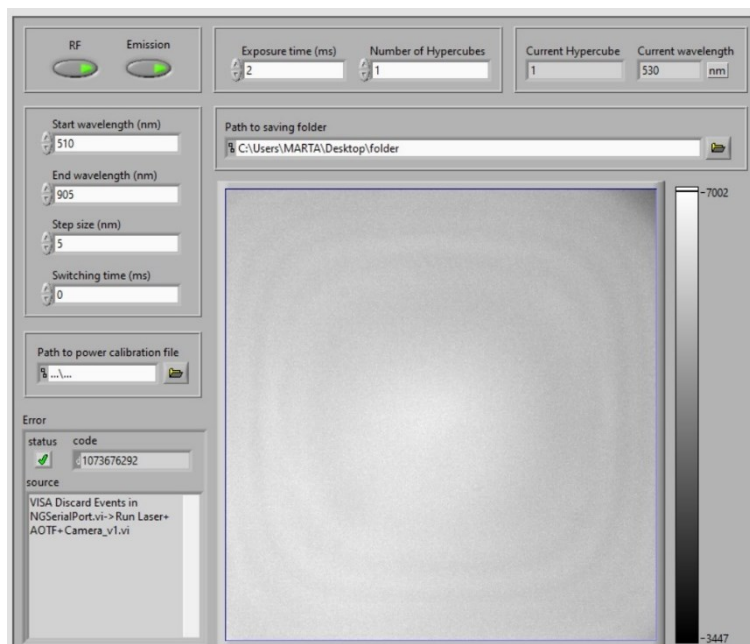 RF Emission
Exposure time (ms) Number of Hypercubes
2 1
Current Hypercube Current wavelength
1 530 nm
Start wavelength (nm)
510
End wavelength (nm)
905
Step size (nm)
5
Switching time (ms)
0
Path to saving folder
C:\Users\MARTA\Desktop\folder
Path to power calibration file
...\...
Error
status code
1073676292
source
VISA Discard Events in
NGSerialPort.vi->Run Laser+
AOTF+Camera_v1.vi
-7002
-3447